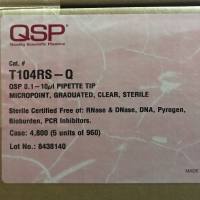 QSP
Quality Scientific Plastics
Cat. #
T104RS-Q
QSP 0.1-10µl PIPETTE TIP
MICROPOINT, GRADUATED, CLEAR, STERILE
Sterile Certified Free of: RNase & DNase, DNA, Pyrogen,
Bioburden, PCR Inhibitors.
Case: 4,800 (5 units of 960)
Lot No.: 8438140
MADE